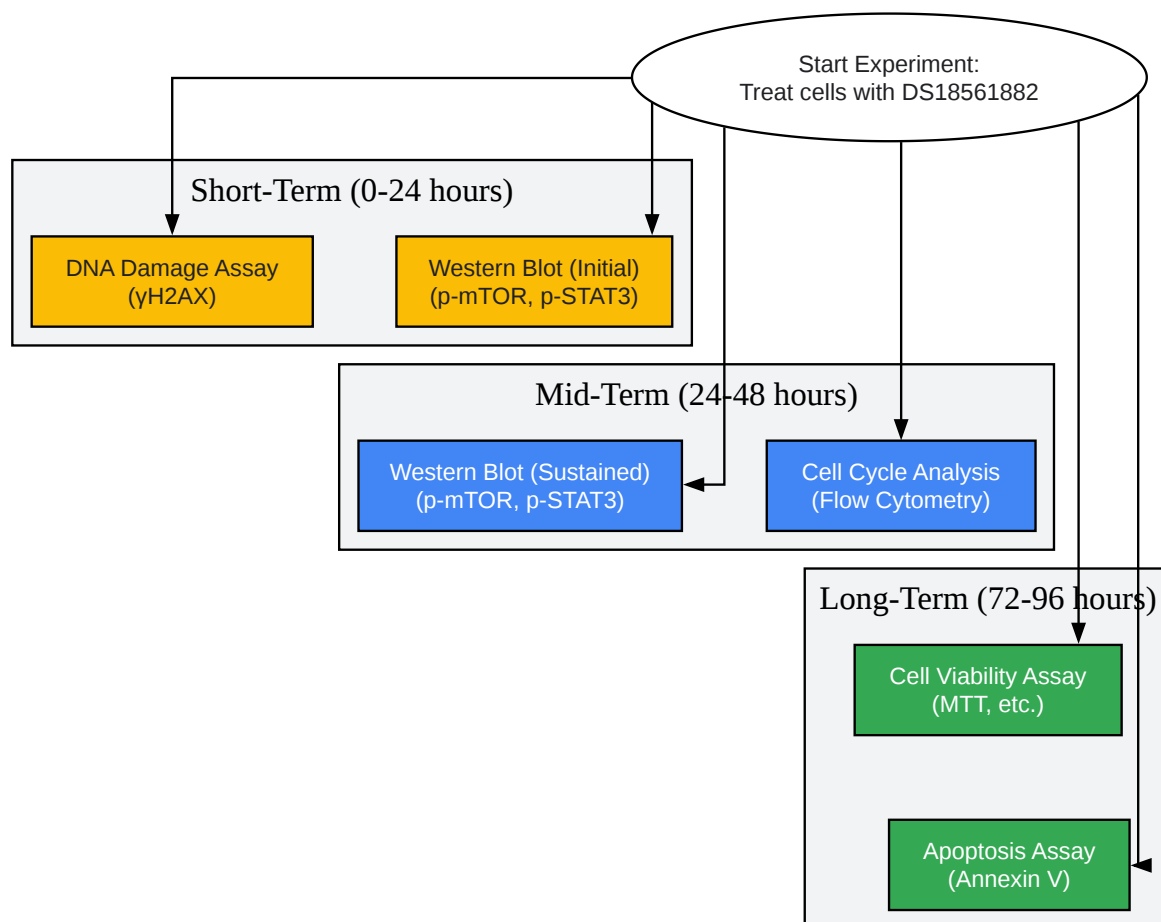 Start Experiment:
Treat cells with DS18561882
Short-Term (0-24 hours)
DNA Damage Assay
(γH2AX)
Western Blot (Initial)
(p-mTOR, p-STAT3)
Mid-Term (24-48 hours)
Western Blot (Sustained)
(p-mTOR, p-STAT3)
Cell Cycle Analysis
(Flow Cytometry)
Long-Term (72-96 hours)
Cell Viability Assay
(MTT, etc.)
Apoptosis Assay
(Annexin V)